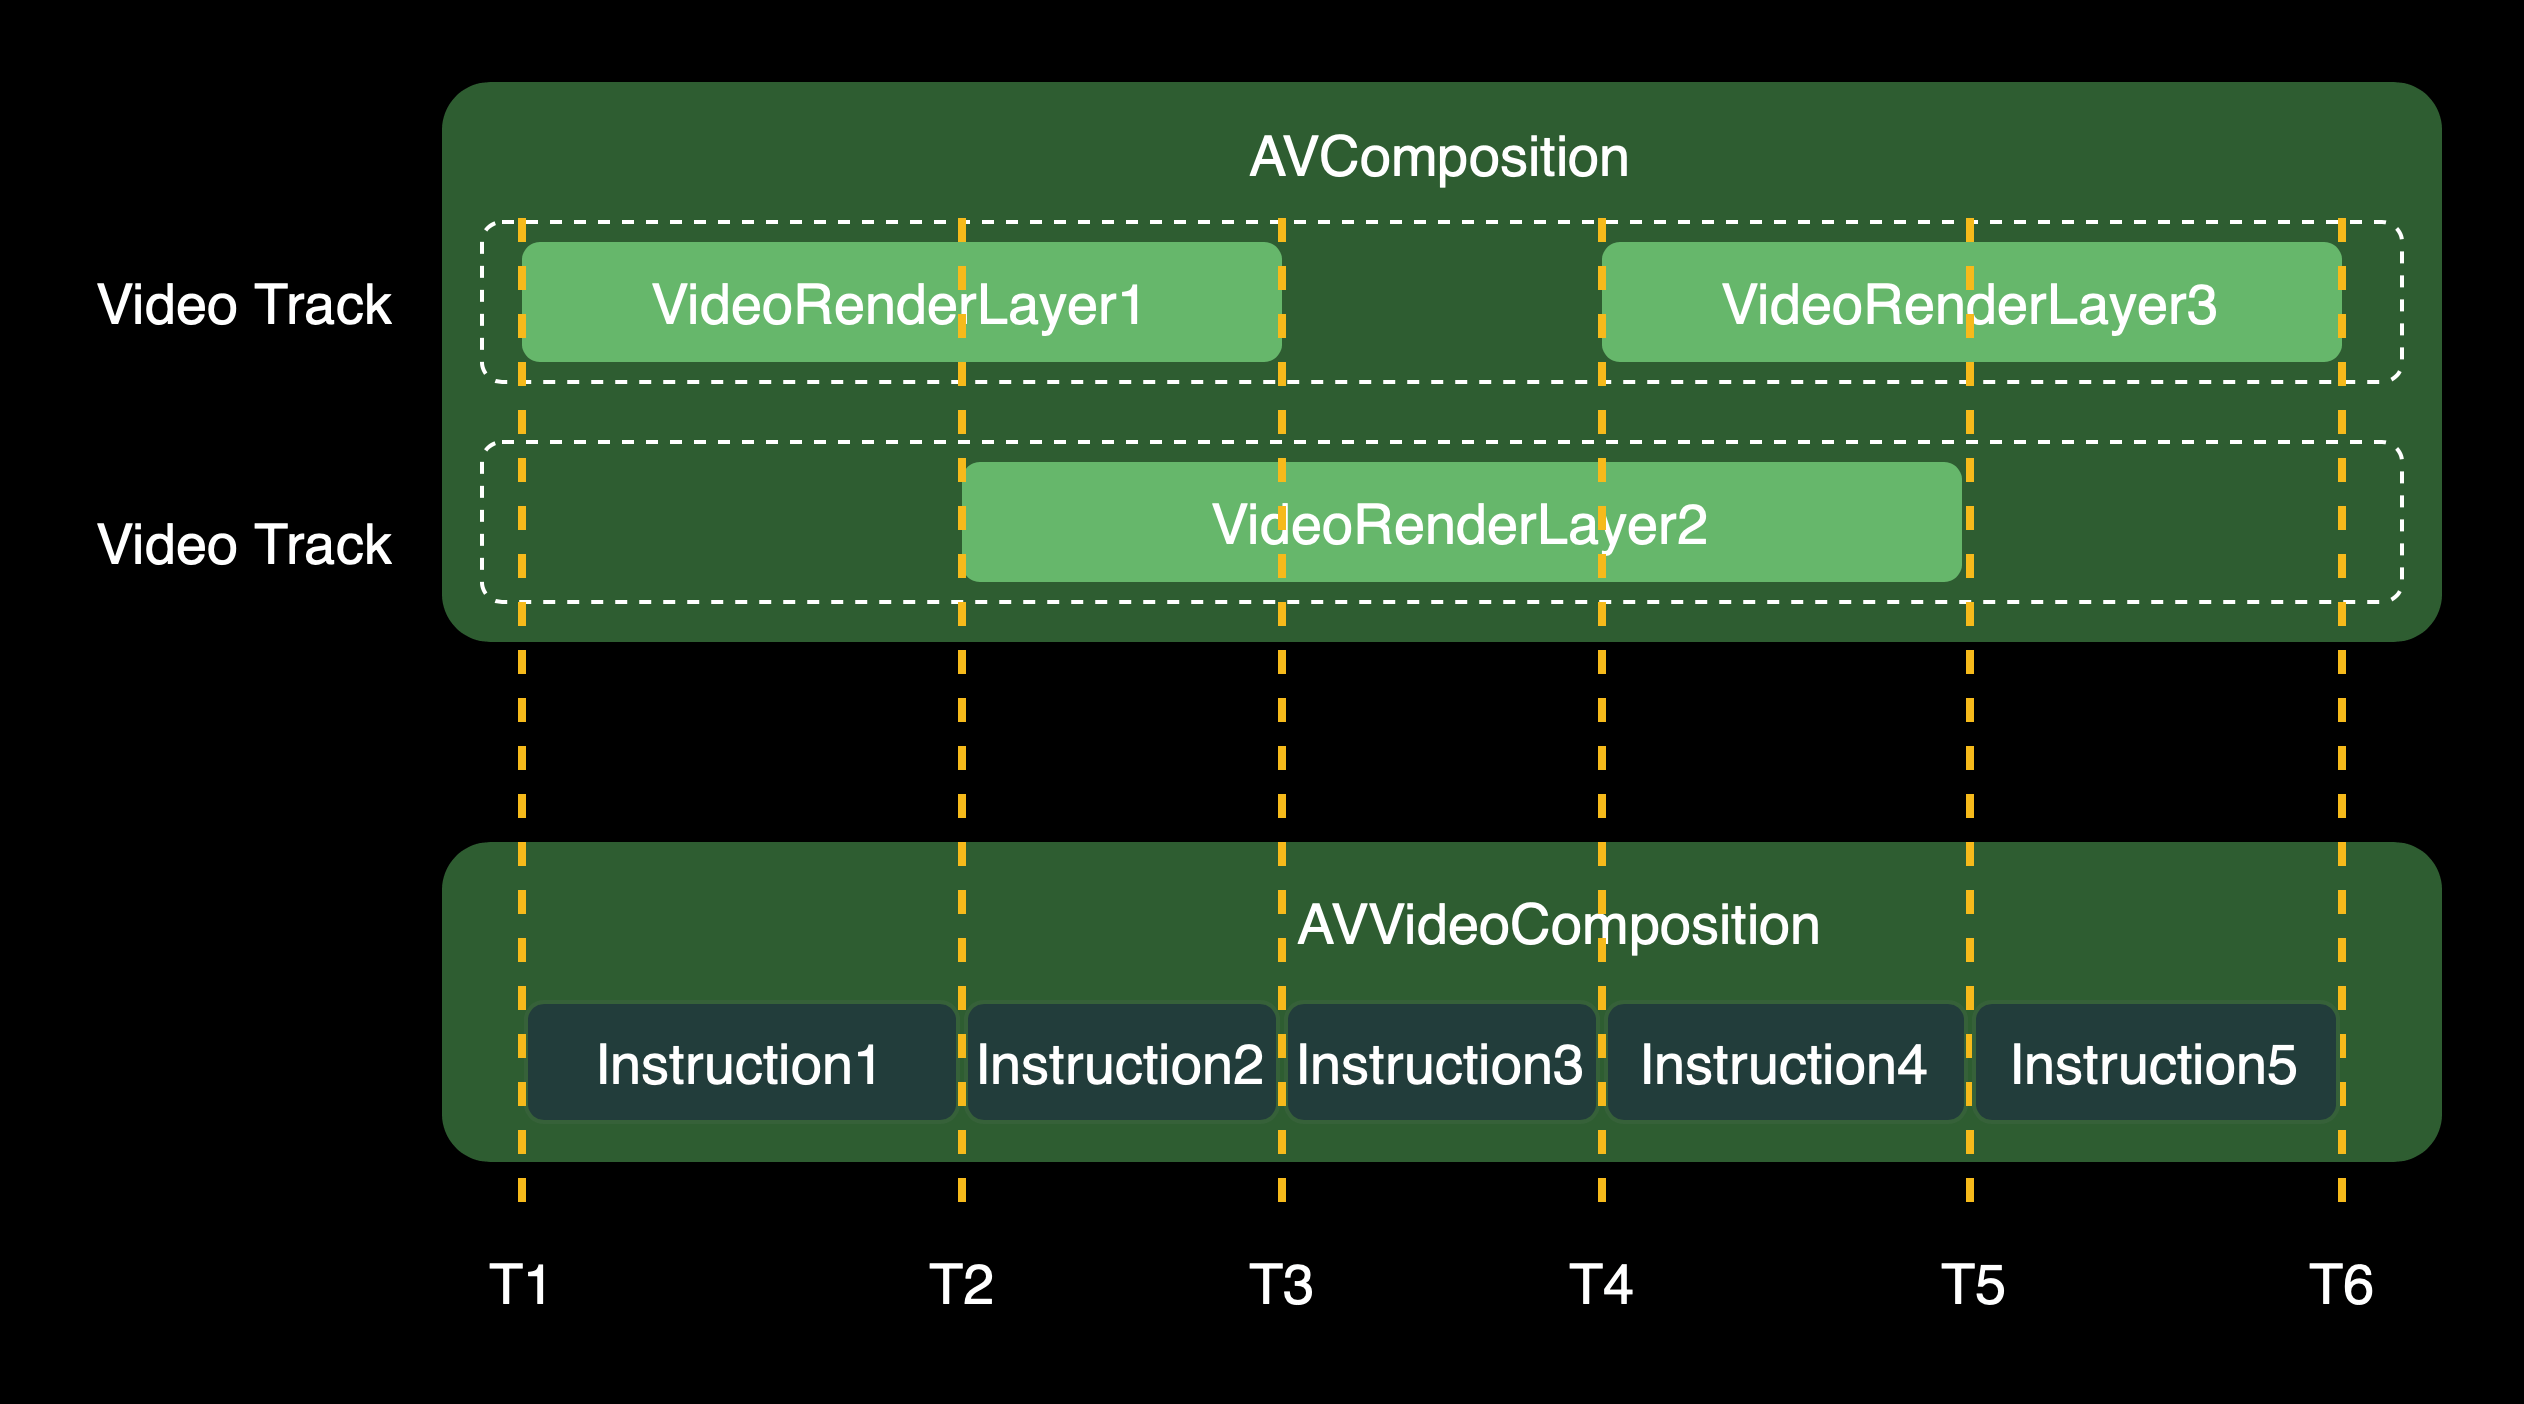 AVComposition
Video Track
VideoRenderLayer1
VideoRenderLayer3
Video Track
VideoRenderLayer2
AVVideoComposition
Instruction1
Instruction2
Instruction3
Instruction4
Instruction5
T1
T2
T3
T4
T5
T6